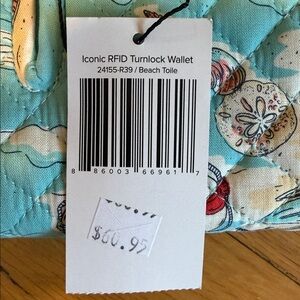 Iconic RFID Turnlock Wallet
24155-R39 / Beach Toile
8 86003 66961 7
$60.95